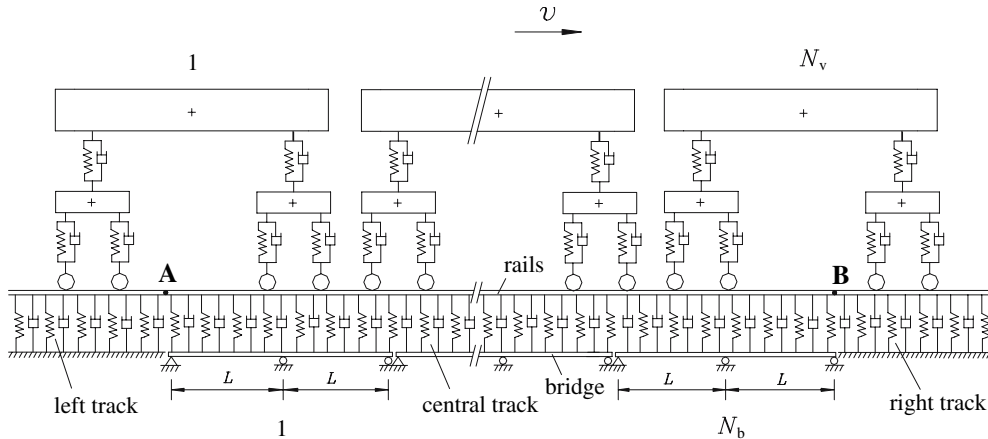 υ
1
N_v
A
B
rails
L
L
L
L
left track
central track
bridge
right track
1
N_b